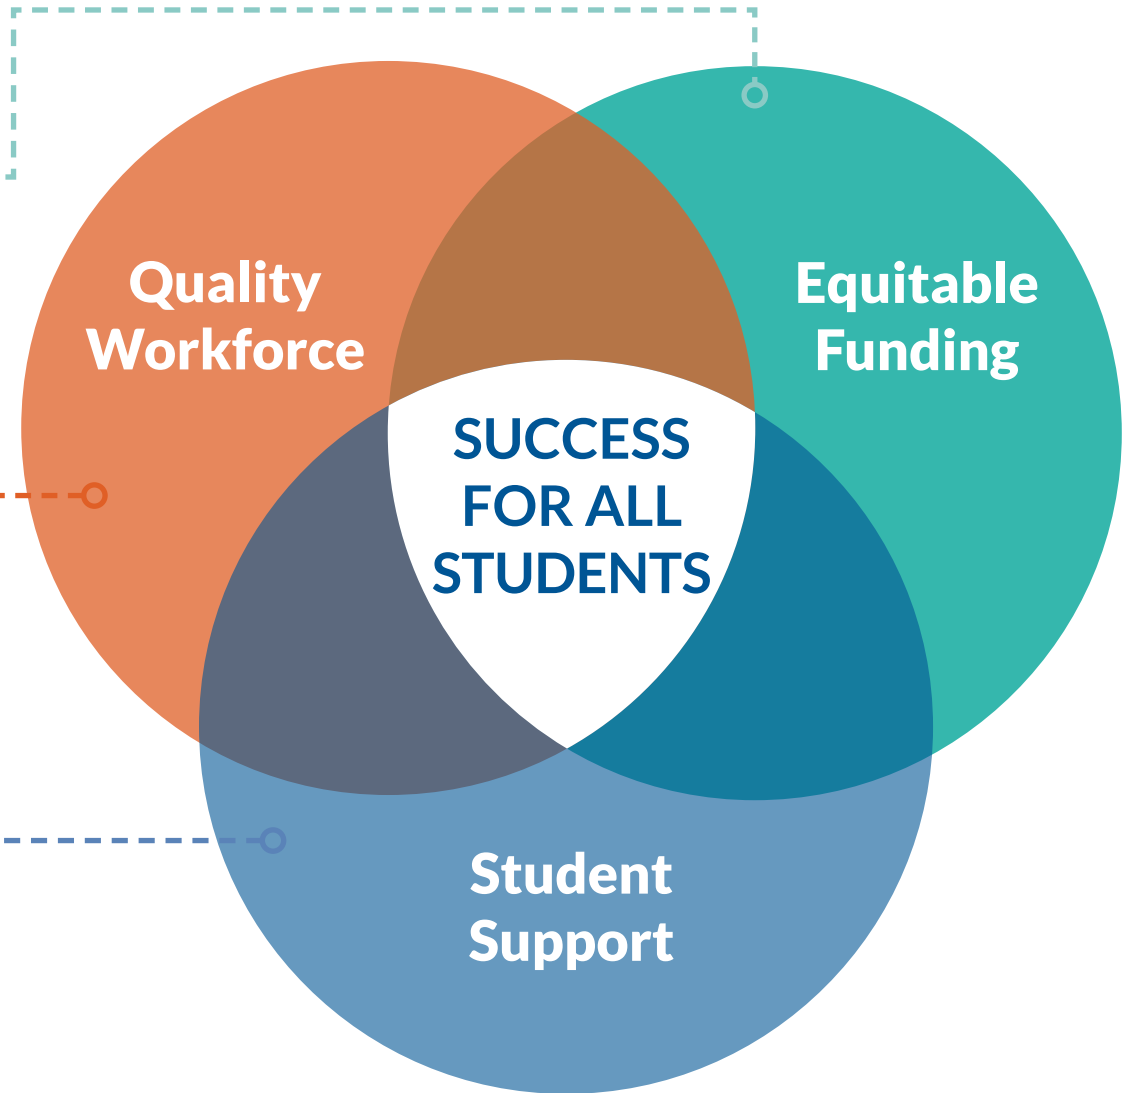 Quality
Workforce
Equitable
Funding
SUCCESS
FOR ALL
STUDENTS
Student
Support